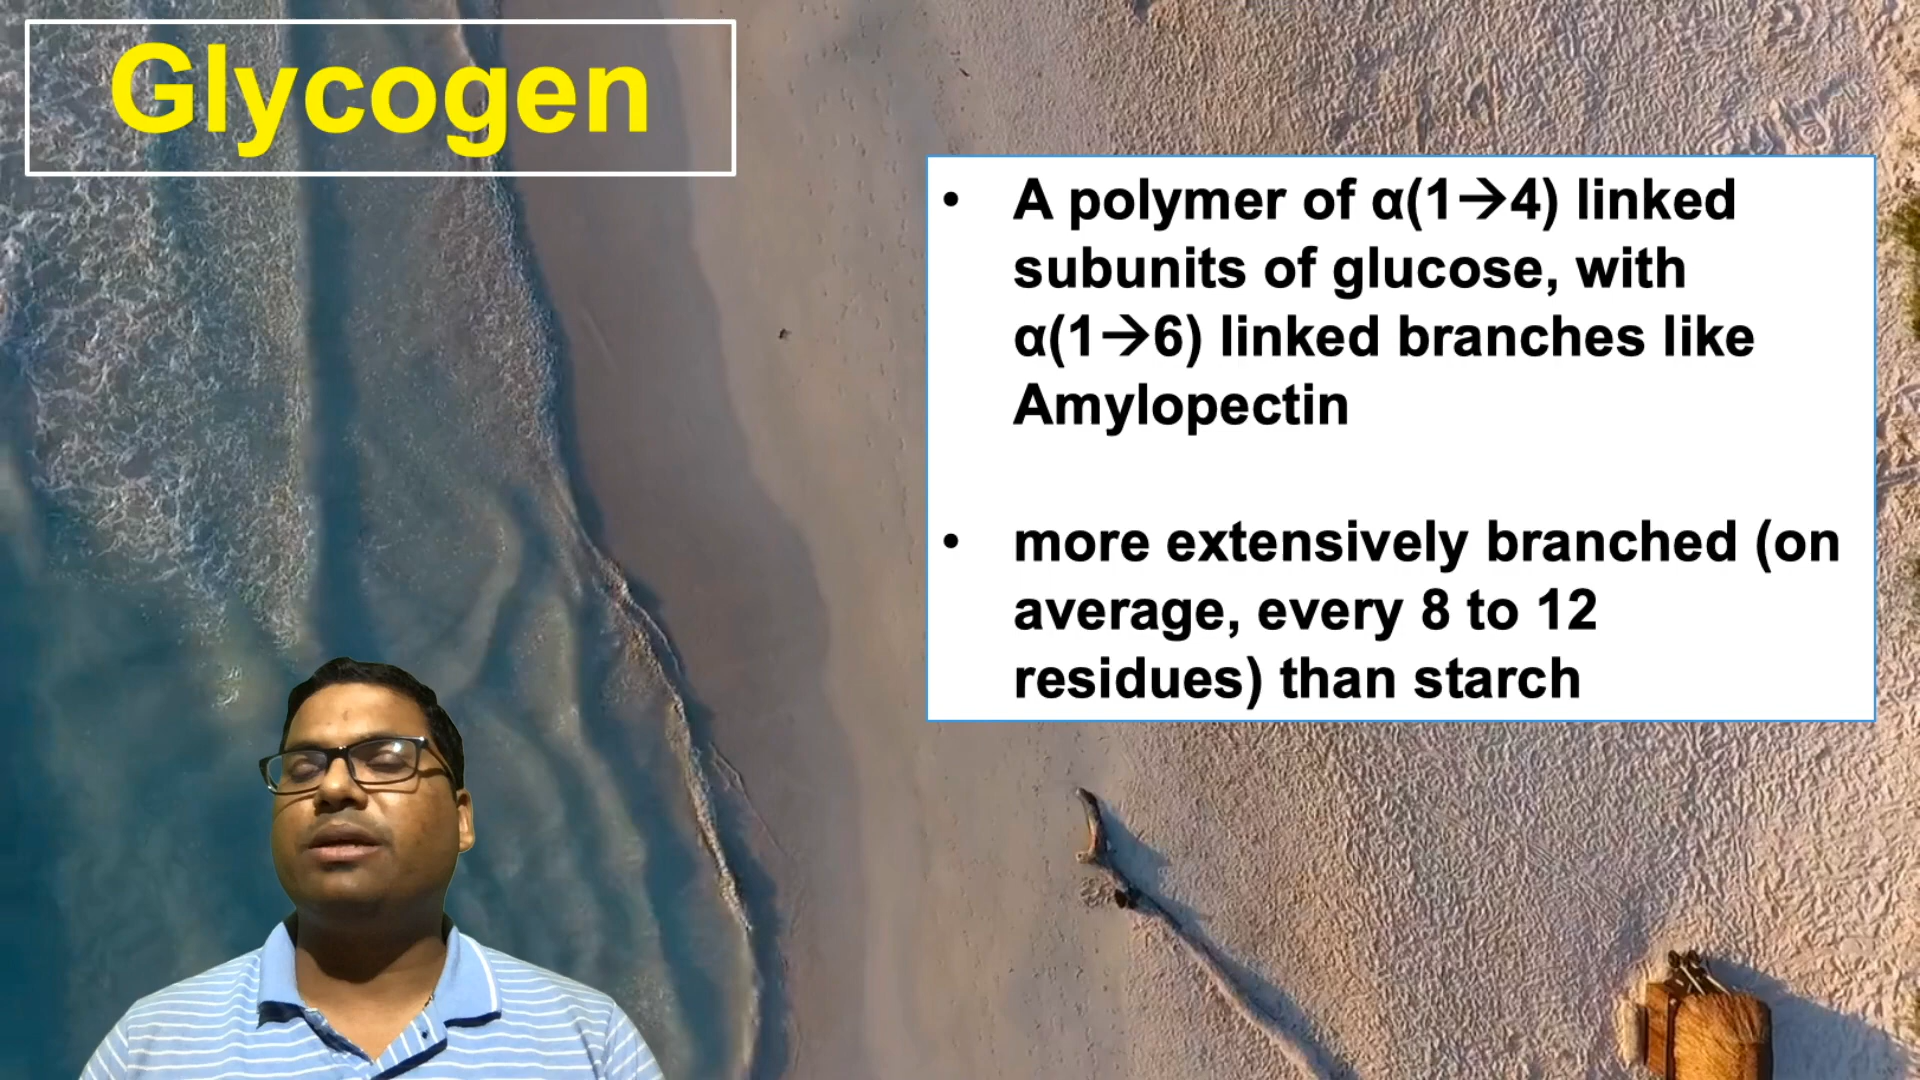 Glycogen
• A polymer of α(1→4) linked
subunits of glucose, with
α(1→6) linked branches like
Amylopectin
• more extensively branched (on
average, every 8 to 12
residues) than starch